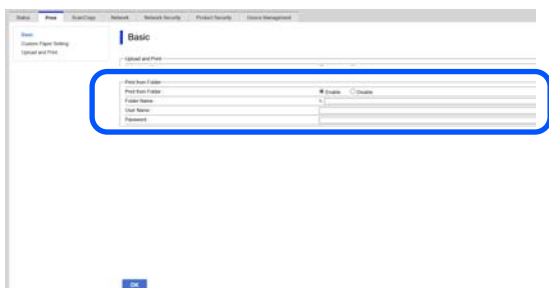 Status Print Scan/Copy Network Network Security Product Security Device Management
Basic
Custom Paper Setting
Upload and Print
Basic
Upload and Print
Print from Folder
Print from Folder Enable Disable
Folder Name
User Name
Password
OK